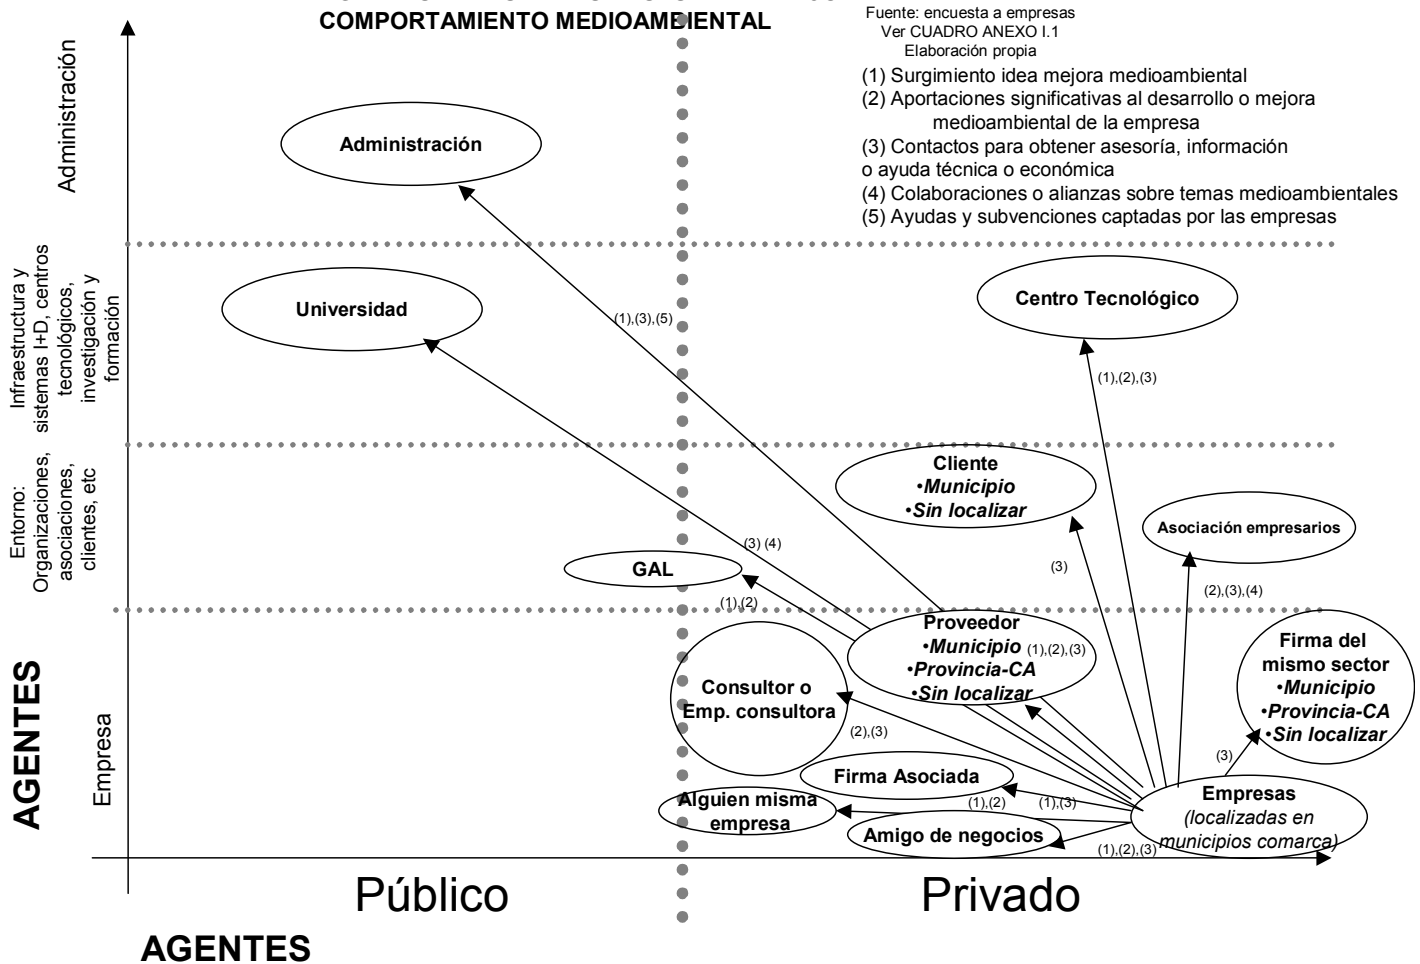 COMPORTAMIENTO MEDIOAMBIENTAL
Fuente: encuesta a empresas
Ver CUADRO ANEXO I.1
Elaboración propia
(1) Surgimiento idea mejora medioambiental
(2) Aportaciones significativas al desarrollo o mejora
medioambiental de la empresa
(3) Contactos para obtener asesoría, información
o ayuda técnica o económica
(4) Colaboraciones o alianzas sobre temas medioambientales
(5) Ayudas y subvenciones captadas por las empresas
Administración
Administración
Infraestructura y
sistemas I+D, centros
tecnológicos,
investigación y
formación
Universidad
Centro Tecnológico
(1),(3),(5)
(1),(2),(3)
Entorno:
Organizaciones,
asociaciones,
clientes, etc
Cliente
•Municipio
•Sin localizar
Asociación empresarios
(3) (4)
GAL
(3)
(1),(2)
(2),(3),(4)
AGENTES
Empresa
Proveedor
•Municipio
•Provincia-CA
•Sin localizar
(1),(2),(3)
Firma del
mismo sector
•Municipio
•Provincia-CA
•Sin localizar
Consultor o
Emp. consultora
(2),(3)
(3)
Firma Asociada
(1),(2)
(1),(3)
Alguien misma
empresa
Amigo de negocios
Empresas
(localizadas en
municipios comarca)
(1),(2),(3)
Público
Privado
AGENTES